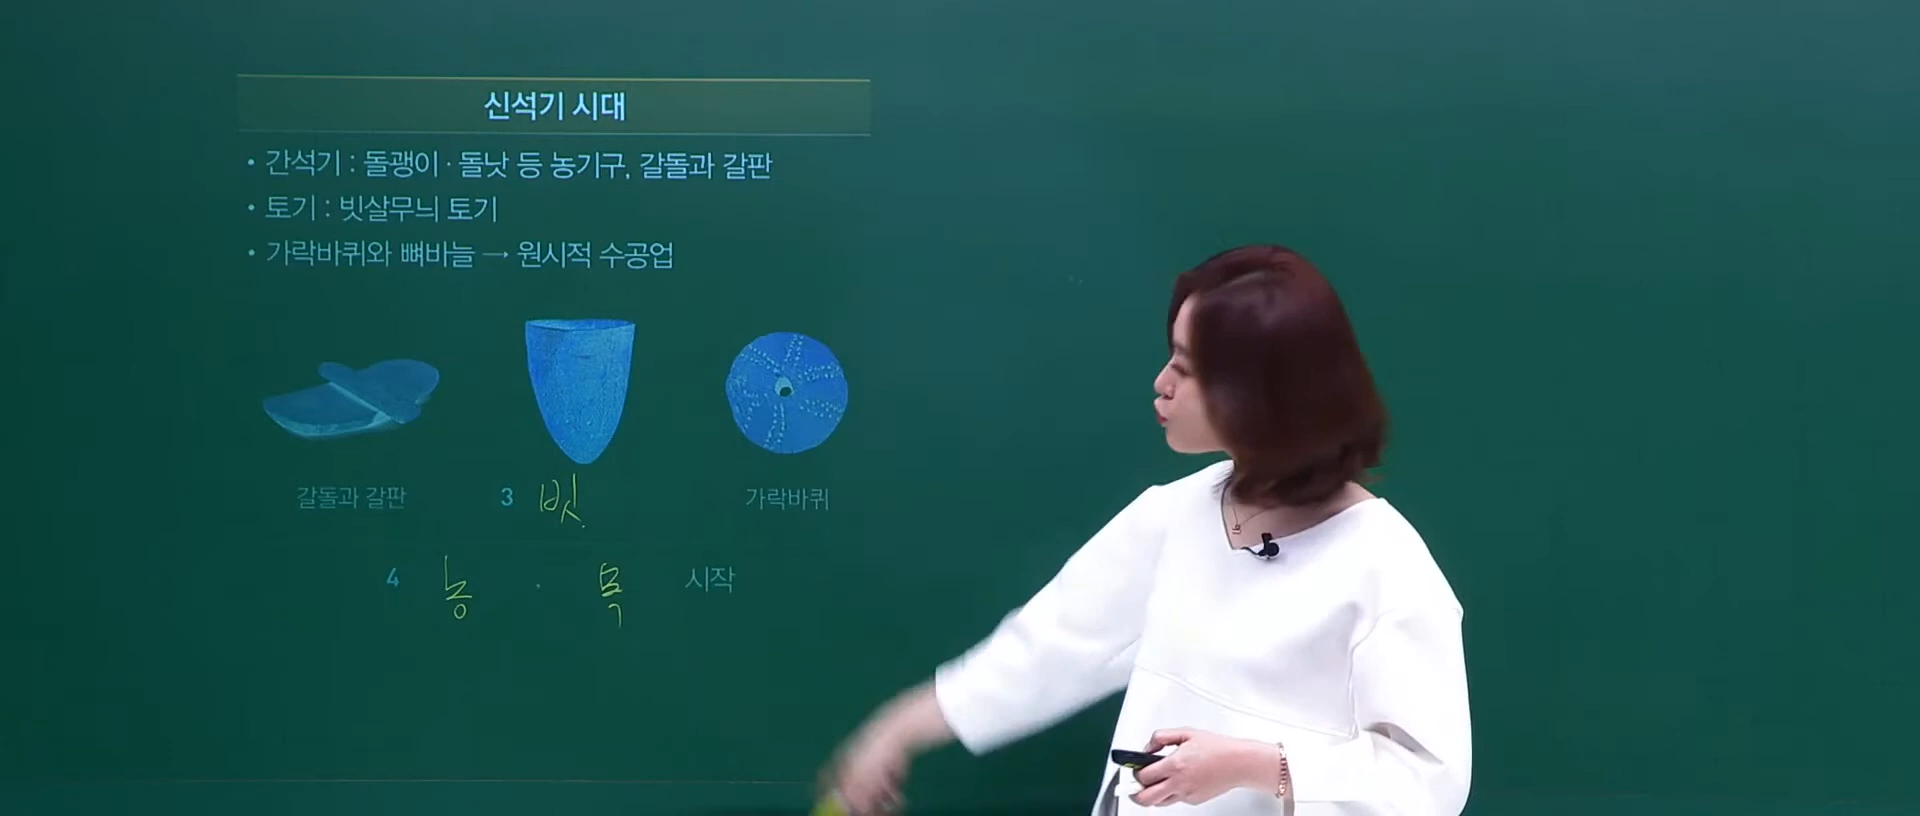 신석기 시대
• 간석기 : 돌괭이 · 돌낫 등 농기구, 갈돌과 갈판
• 토기 : 빗살무늬 토기
• 가락바퀴와 뼈바늘 → 원시적 수공업
갈돌과 갈판 3 빗 가락바퀴
4 농 · 목 시작